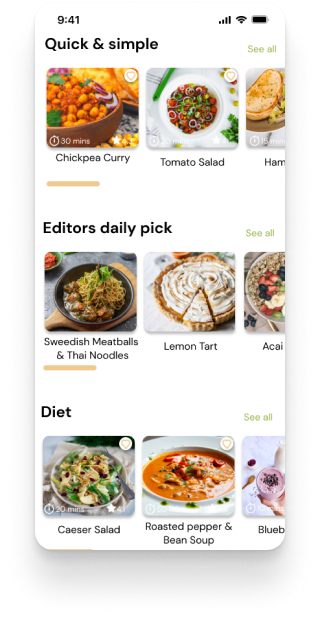 9:41
Quick & simple
See all
30 mins
Chickpea Curry
Tomato Salad
Ham
Editors daily pick
See all
Sweedish Meatballs
& Thai Noodles
Lemon Tart
Acai
Diet
See all
20 mins
Caeser Salad
Roasted pepper &
Bean Soup
Blueb